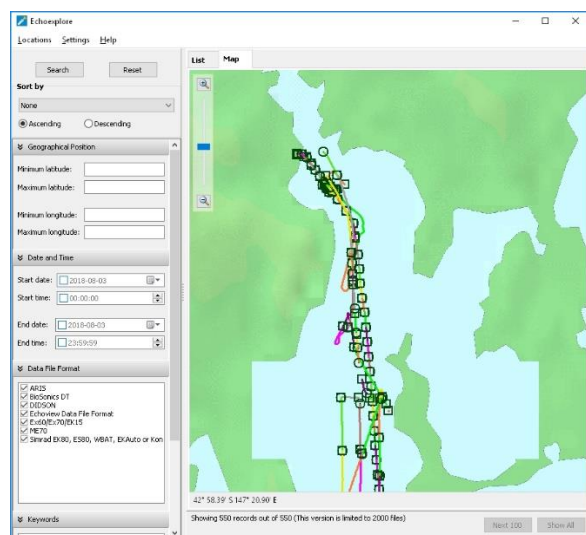 Echoexplore
Locations Settings Help
Search Reset
Sort by
None
Ascending Descending
Geographical Position
Minimum latitude:
Maximum latitude:
Minimum longitude:
Maximum longitude:
Date and Time
Start date: 2018-08-03
Start time: 00:00:00
End date: 2018-08-03
End time: 23:59:59
Data File Format
ARIS
BioSonics DT
DIDSON
Echoview Data File Format
Ex60/Ex70/EK15
ME70
Simrad EK80, ES80, WBAT, EKAuto or Kon
Keywords
List Map
42° 58.39' S 147° 20.90' E
Showing 550 records out of 550 (This version is limited to 2000 files)
Next 100 Show All